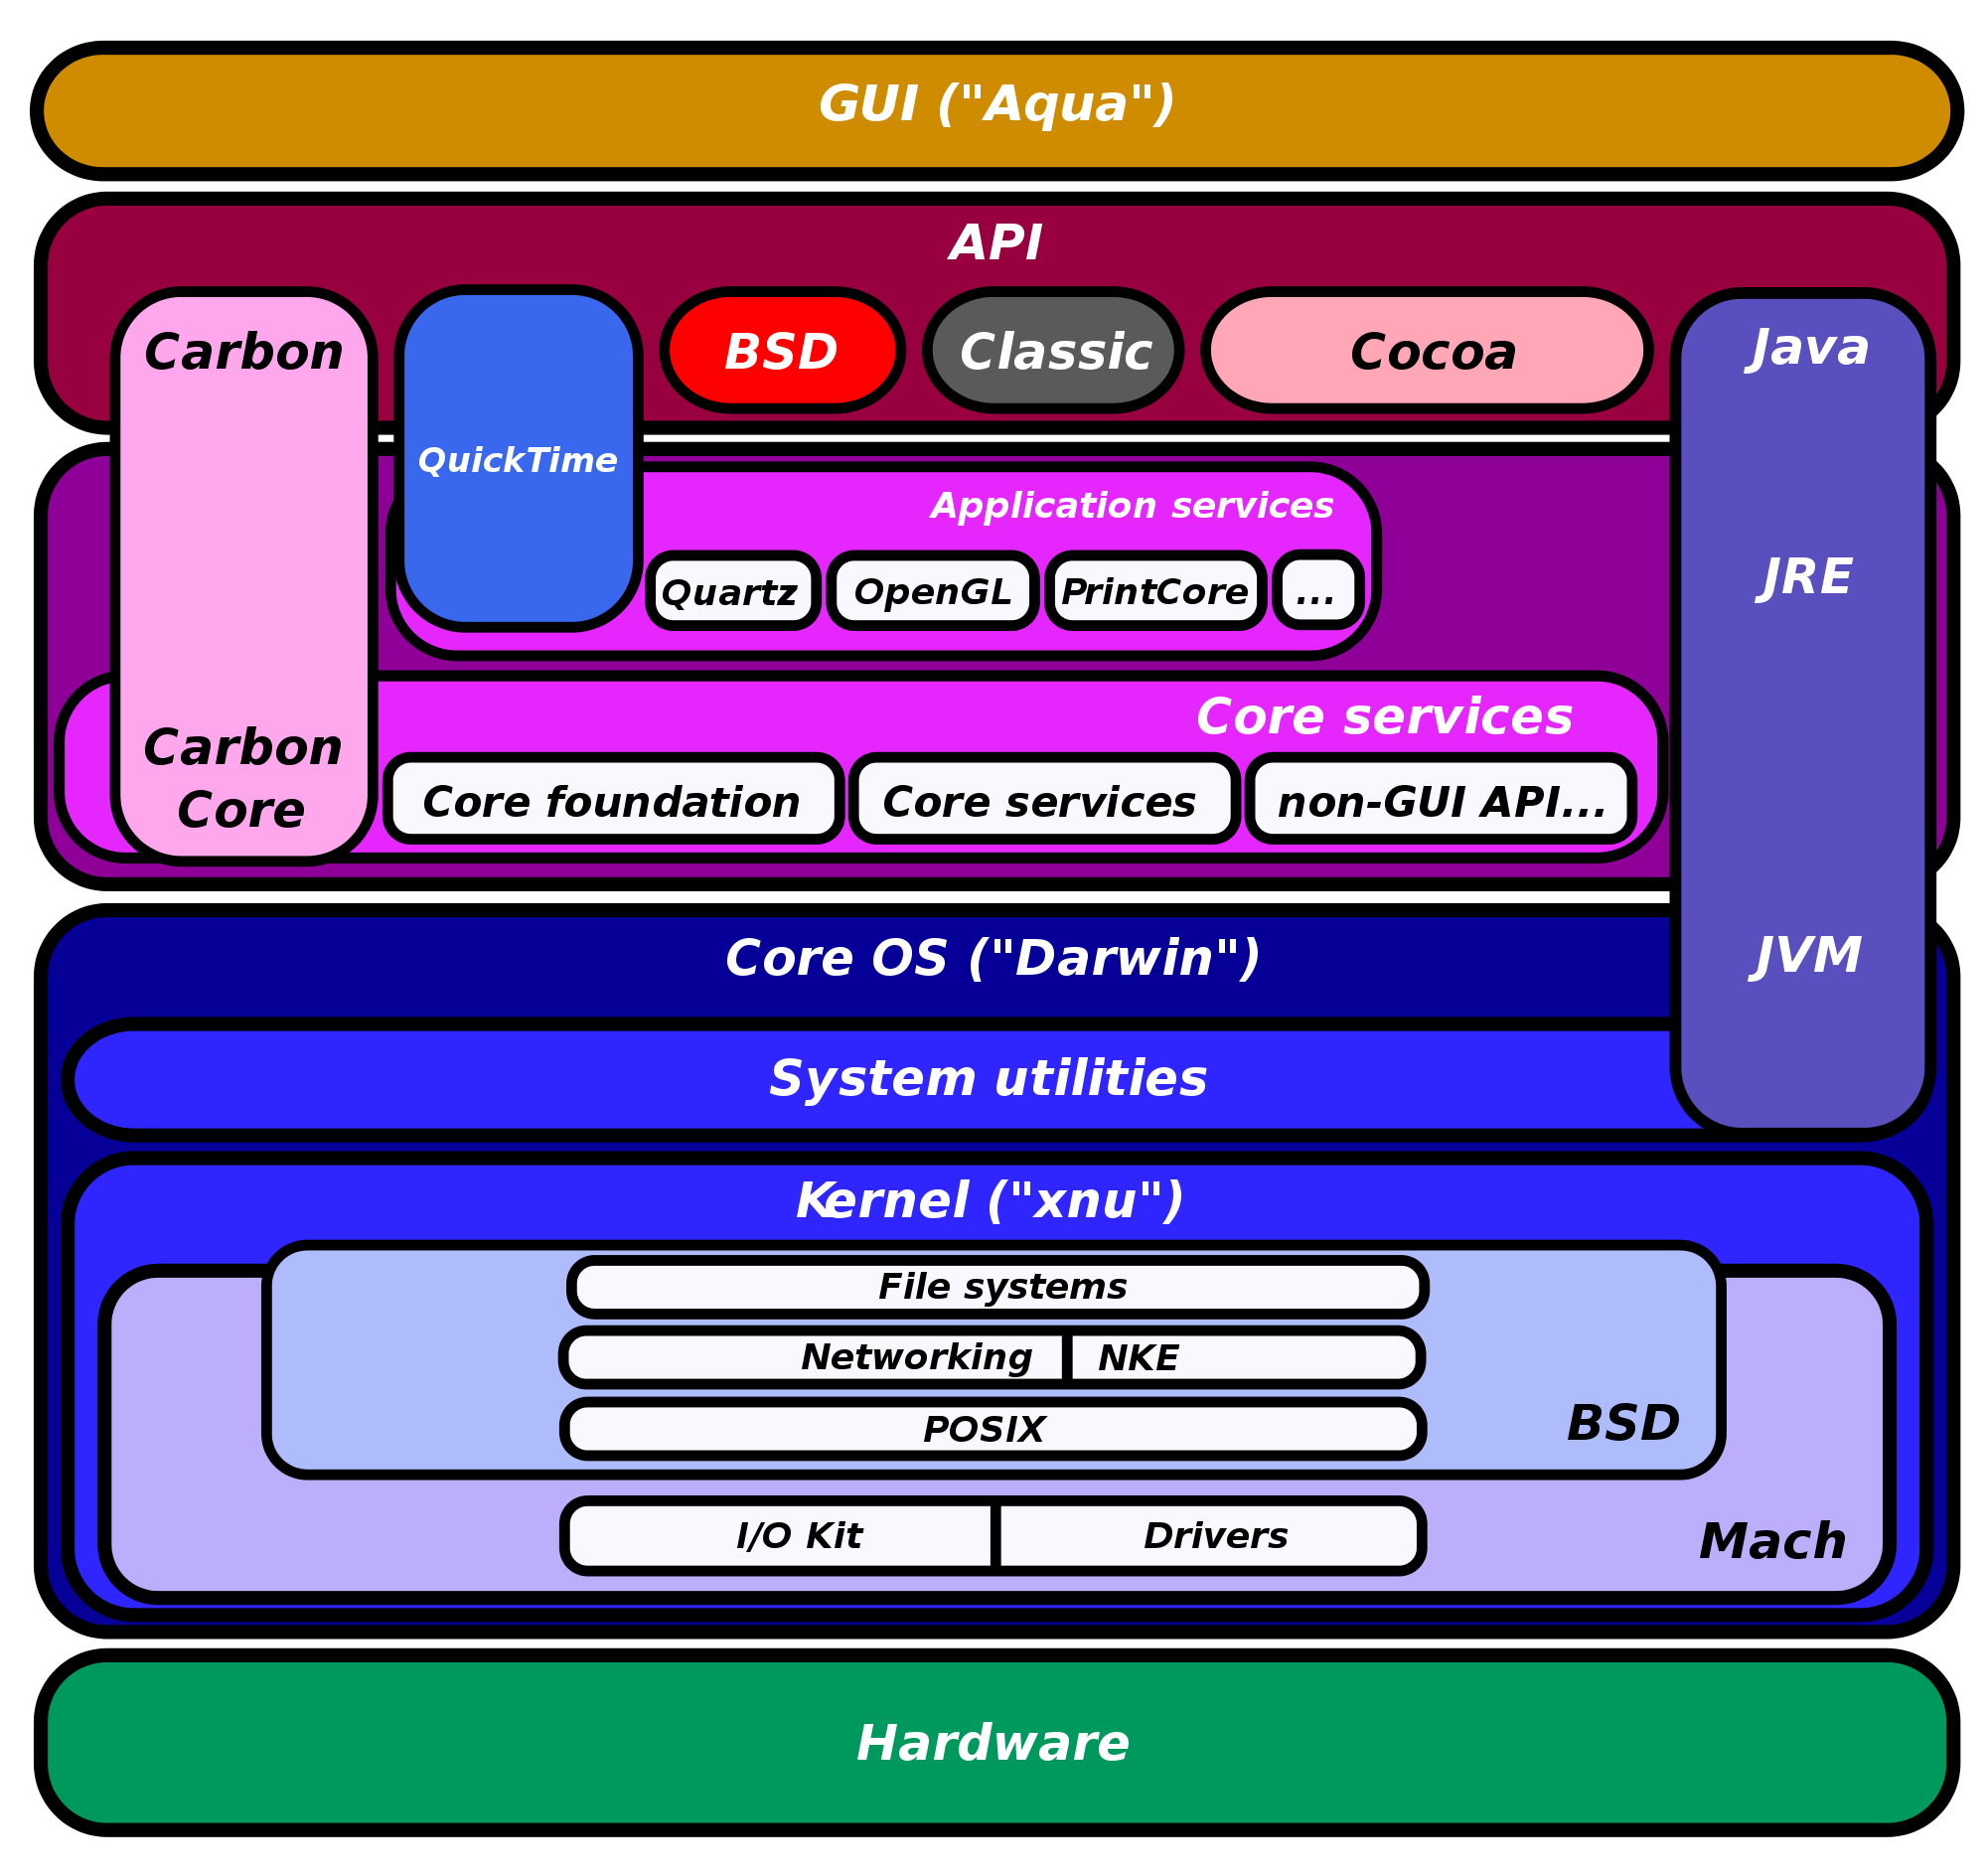 GUI ("Aqua")
API
Carbon
BSD
Classic
Cocoa
Java
QuickTime
Application services
Quartz
OpenGL
PrintCore
...
JRE
Core services
Carbon
Core
Core foundation
Core services
non-GUI API...
Core OS ("Darwin")
JVM
System utilities
Kernel ("xnu")
File systems
Networking
NKE
POSIX
BSD
I/O Kit
Drivers
Mach
Hardware